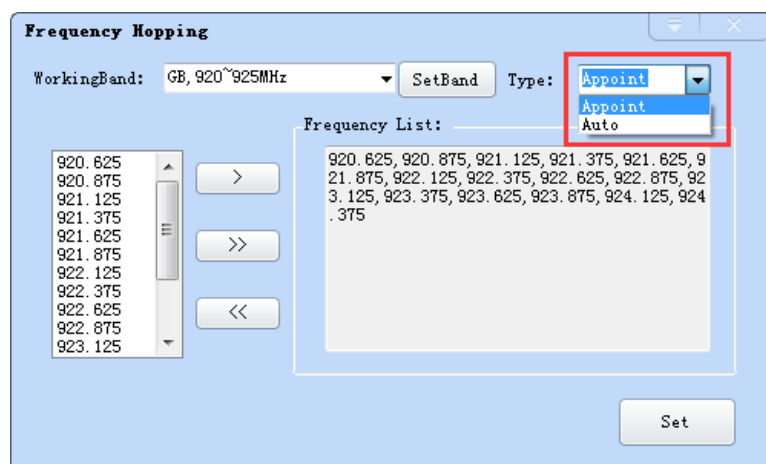 Frequency Hopping
WorkingBand: GB, 920~925MHz SetBand Type: Appoint
Appoint
Auto
Frequency List:
920.625
920.875
921.125
921.375
921.625
921.875
922.125
922.375
922.625
922.875
923.125
>
>>
<<
920.625, 920.875, 921.125, 921.375, 921.625, 9
21.875, 922.125, 922.375, 922.625, 922.875, 92
3.125, 923.375, 923.625, 923.875, 924.125, 924
.375
Set